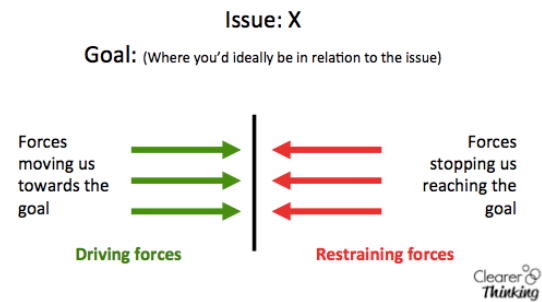 Issue: X
Goal: (Where you'd ideally be in relation to the issue)
Forces
moving us
towards the
goal
Forces
stopping us
reaching the
goal
Driving forces
Restraining forces
Clearer
Thinking